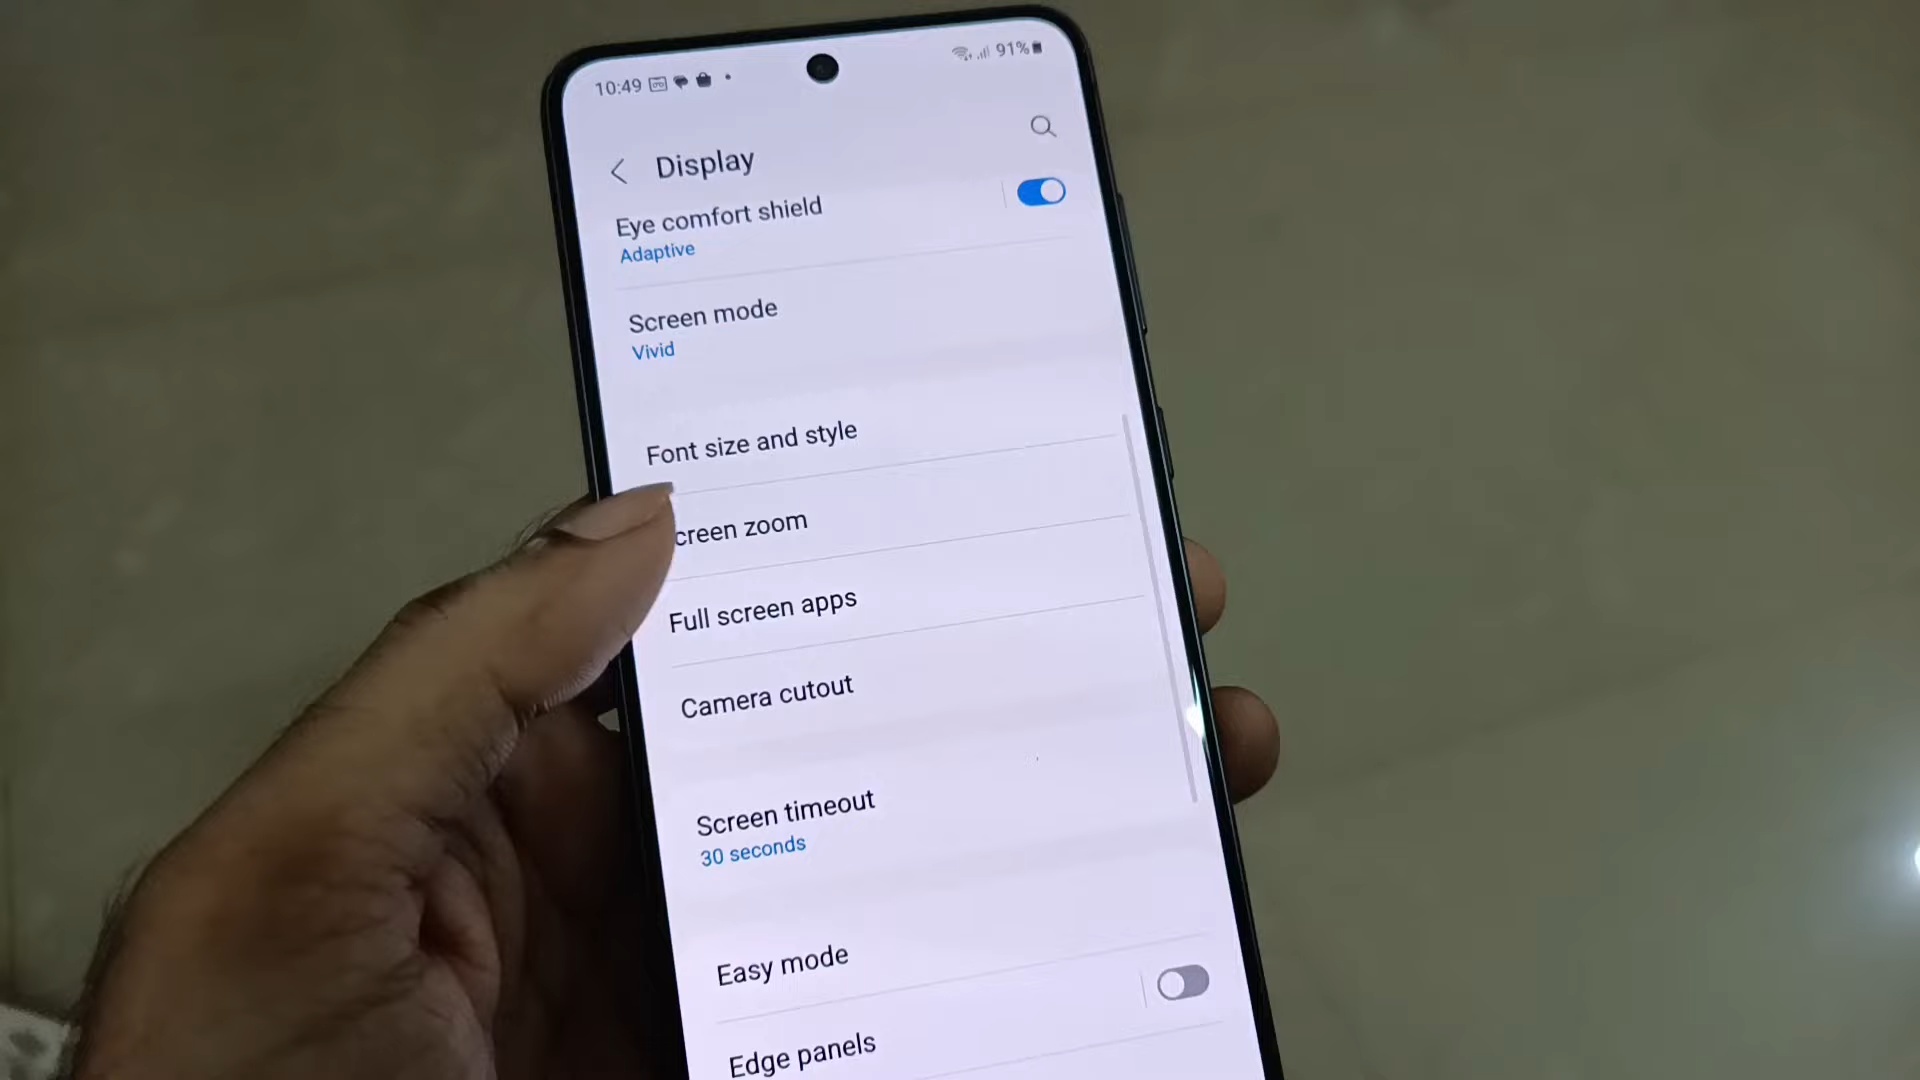 10:49
91%
Display
Eye comfort shield
Adaptive
Screen mode
Vivid
Font size and style
creen zoom
Full screen apps
Camera cutout
Screen timeout
30 seconds
Easy mode
Edge panels